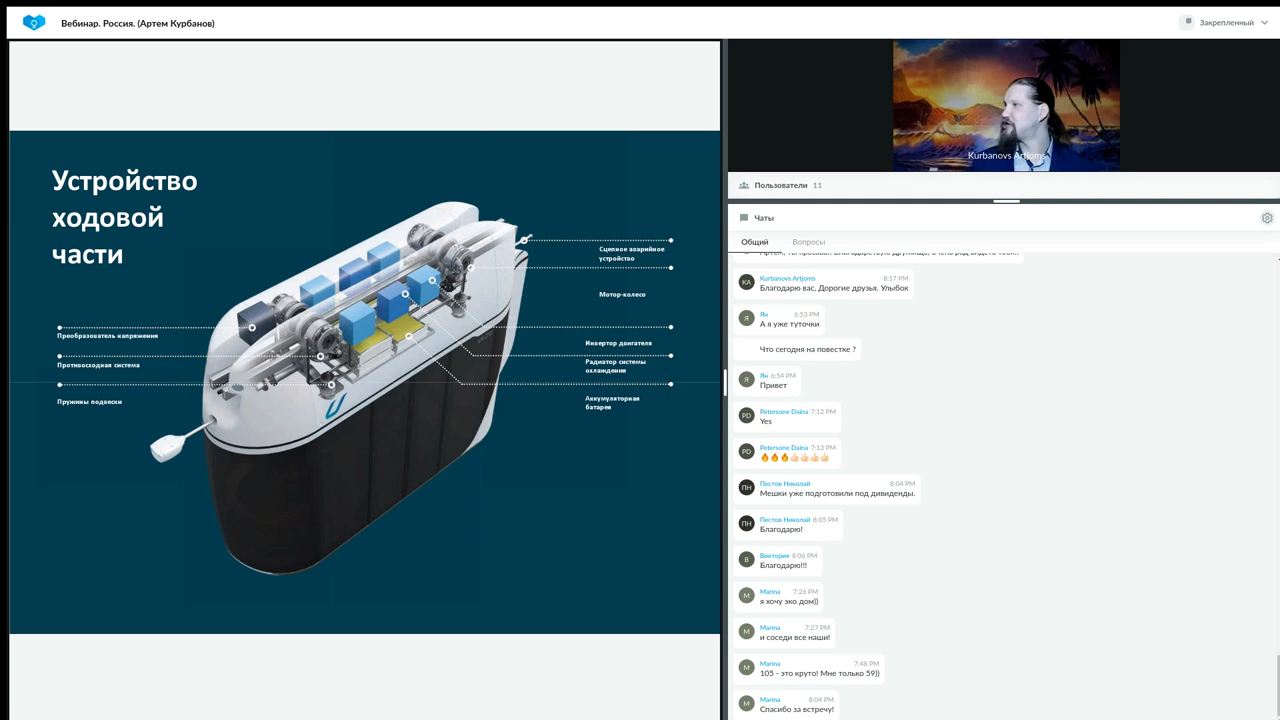 Вебинар. Россия. (Артем Курбанов)
Закрепленный
Устройство
ходовой
части
Сцепное аварийное
устройство
Мотор-колесо
Преобразователь напряжения
Инвертор двигателя
Противосходная система
Радиатор системы
охлаждения
Пружины подвески
Аккумуляторная
батарея
Kurbanovs Artjoms
Пользователи 11
Чаты
Общий Вопросы
KA Kurbanovs Artjoms 8:17 PM
Благодарю вас, Дорогие друзья. Улыбок
Я Ян 6:53 PM
А я уже туточки
Что сегодня на повестке ?
Я Ян 6:54 PM
Привет
PD Petersone Daina 7:12 PM
Yes
PD Petersone Daina 7:13 PM
🔥🔥🔥👍🏻👍🏻👍🏻👍🏻
ПН Пестов Николай 8:04 PM
Мешки уже подготовили под дивиденды.
ПН Пестов Николай 8:05 PM
Благодарю!
В Виктория 8:06 PM
Благодарю!!!
M Marina 7:26 PM
я хочу эко дом))
M Marina 7:27 PM
и соседи все наши!
M Marina 7:48 PM
105 - это круто! Мне только 59))
M Marina 8:04 PM
Спасибо за встречу!